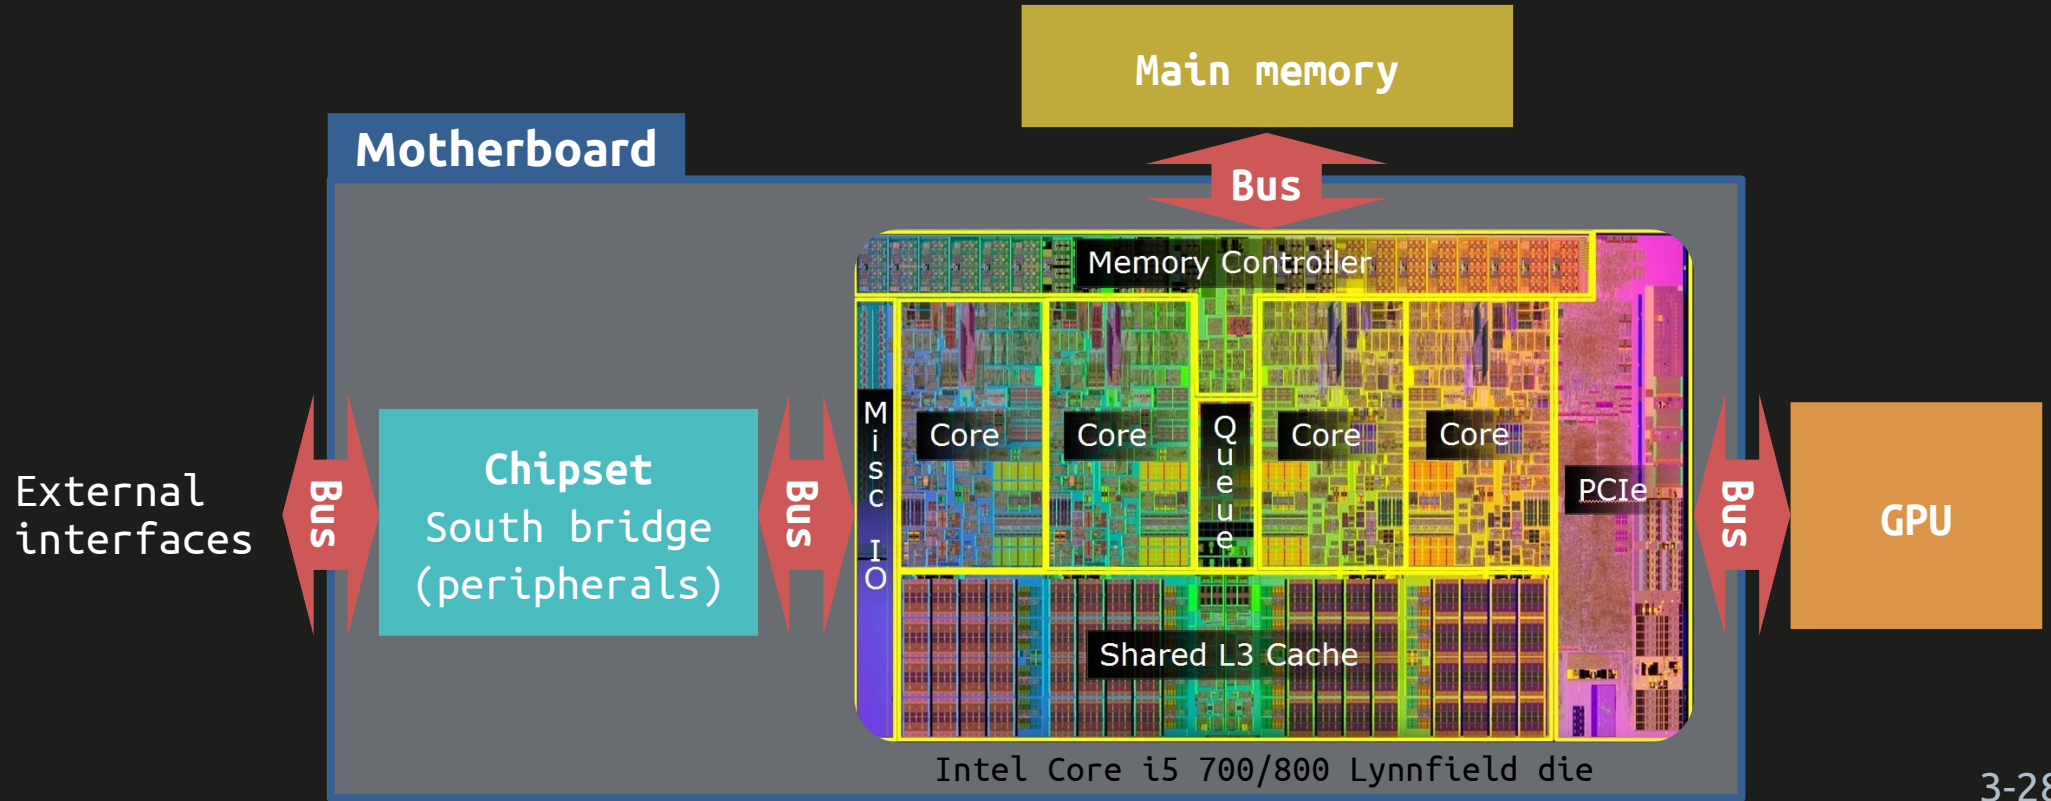 Main memory
Motherboard
Bus
Memory Controller
Misc IO
Core
Core
Queue
Core
Core
PCIe
Shared L3 Cache
Bus
Chipset
South bridge
(peripherals)
Bus
External
interfaces
Bus
GPU
Intel Core i5 700/800 Lynnfield die
3-28